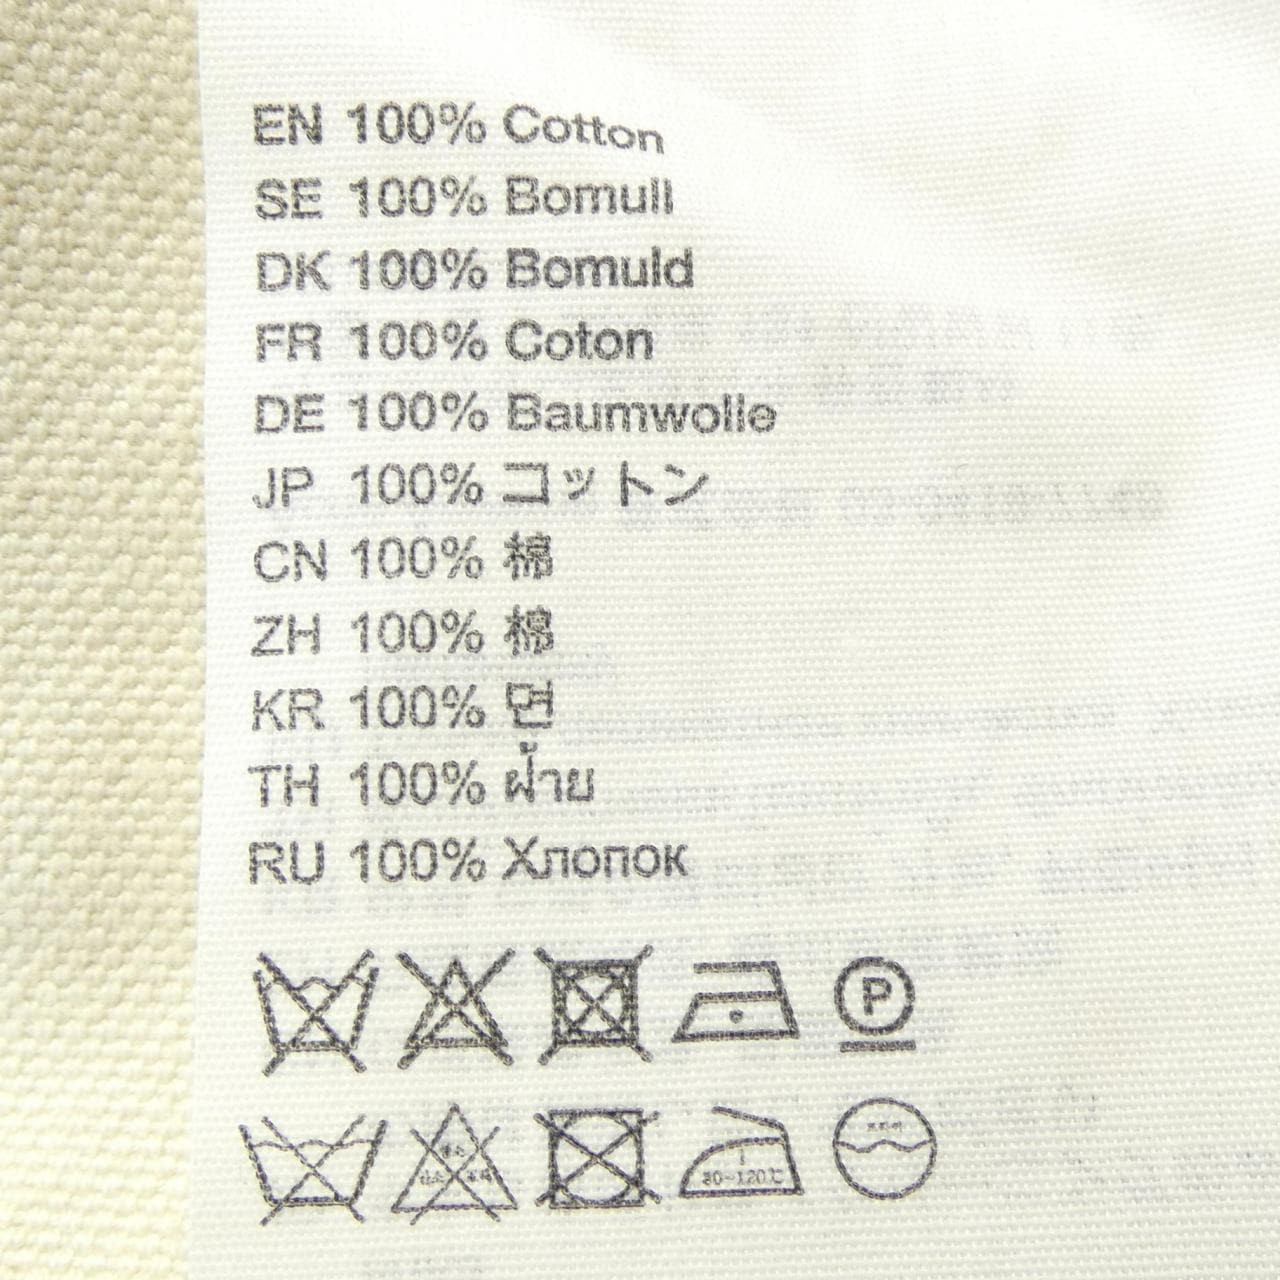 EN 100% Cotton
SE 100% Bomull
DK 100% Bomuld
FR 100% Coton
DE 100% Baumwolle
JP 100% コットン
CN 100% 棉
ZH 100% 棉
KR 100% 면
TH 100% ฝ้าย
RU 100% Хлопок
P
80~120℃